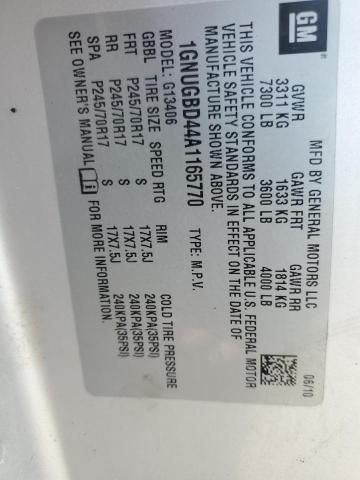 GM
MFD BY GENERAL MOTORS LLC
06/10
GVWR GAWR FRT GAWR RR
3311 KG 1633 KG 1814 KG
7300 LB 3600 LB 4000 LB
THIS VEHICLE CONFORMS TO ALL APPLICABLE U.S. FEDERAL MOTOR
VEHICLE SAFETY STANDARDS IN EFFECT ON THE DATE OF
MANUFACTURE SHOWN ABOVE.
1GNUGBD44A1165770 TYPE: M.P.V.
G13406
GBBL TIRE SIZE SPEED RTG RIM COLD TIRE PRESSURE
FRT P245/70R17 S 17X7.5J 240KPA(35PSI)
RR P245/70R17 S 17X7.5J 240KPA(35PSI)
SPA P245/70R17 S 17X7.5J 240KPA(35PSI)
SEE OWNER'S MANUAL FOR MORE INFORMATION.